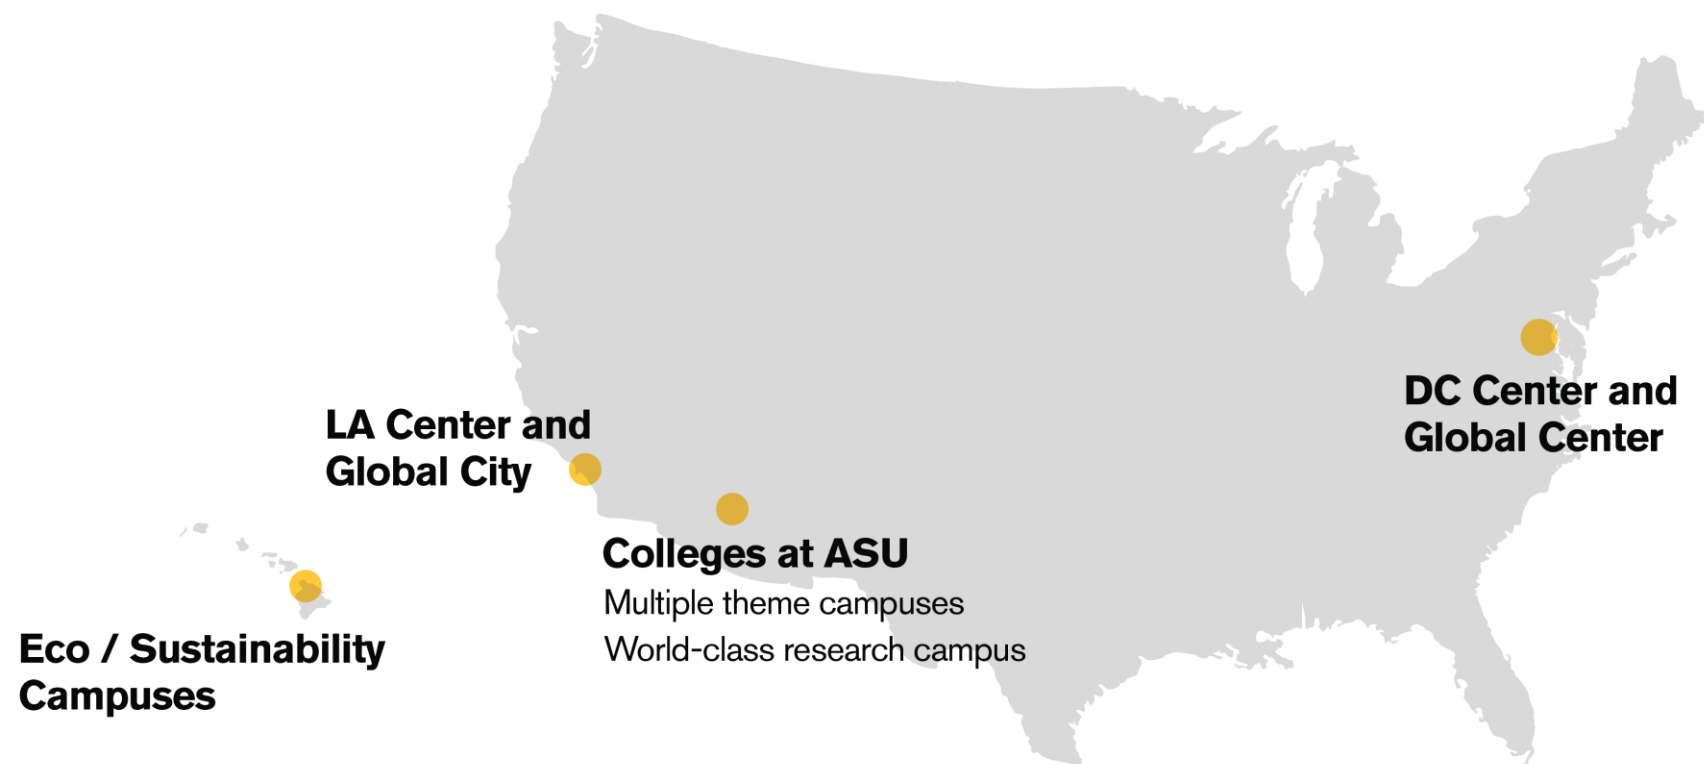 LA Center and
Global City
DC Center and
Global Center
Colleges at ASU
Multiple theme campuses
World-class research campus
Eco / Sustainability
Campuses